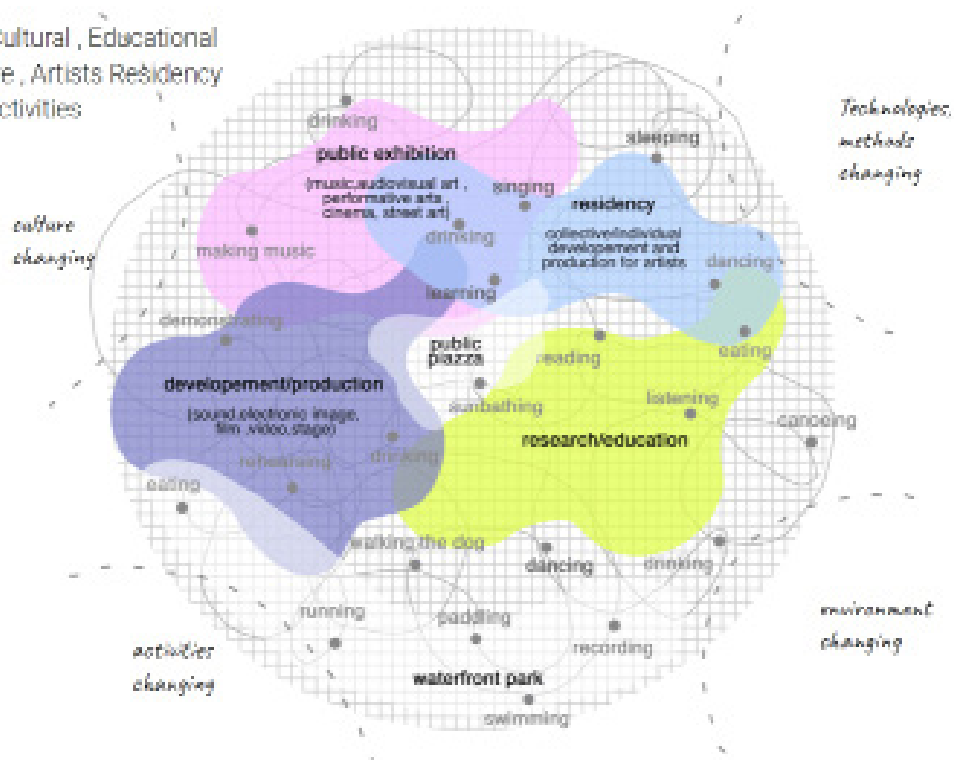 ultural , Educational
re , Artists Residency
ctivities
Technologies,
methods
changing
culture
changing
drinking
public exhibition
(music,audiovisual art ,
performative arts ,
cinema, street art)
making music
singing
drinking
learning
sleeping
residency
collective/individual
developement and
production for artists
dancing
eating
demonstrating
public
piazza
sunbathing
reading
listening
research/education
canoeing
developement/production
(sound,electronic image,
film ,video,stage)
rehearsing
drinking
eating
walking the dog
dancing
drinking
running
paddling
recording
waterfront park
swimming
activities
changing
environment
changing